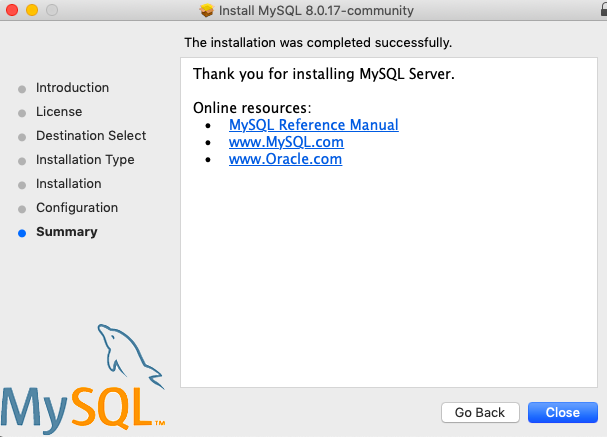 Install MySQL 8.0.17-community
The installation was completed successfully.
Introduction
License
Destination Select
Installation Type
Installation
Configuration
Summary
Thank you for installing MySQL Server.
Online resources:
• MySQL Reference Manual
• www.MySQL.com
• www.Oracle.com
MySQL™
Go Back
Close